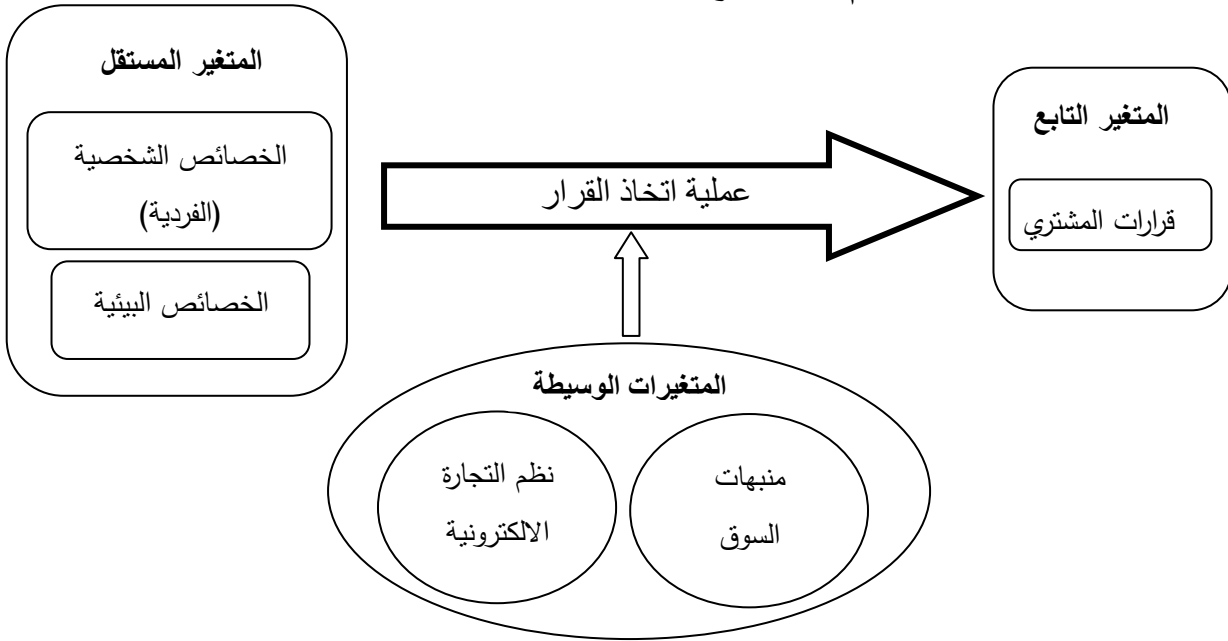 المتغير المستقل
الخصائص الشخصية
(الفردية)
الخصائص البيئية
عملية اتخاذ القرار
المتغير التابع
قرارات المشتري
المتغيرات الوسيطة
منبهات
السوق
نظم التجارة
الالكترونية